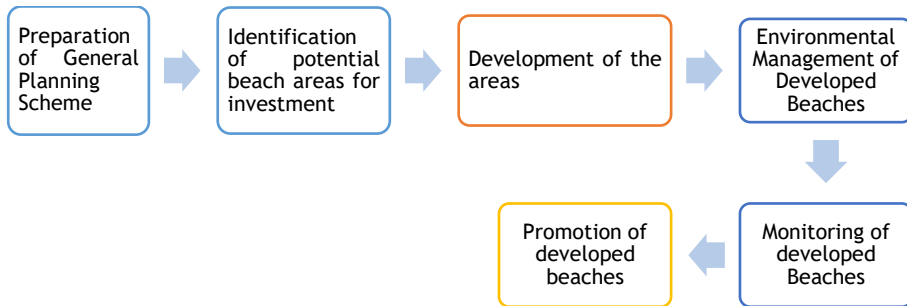 Preparation
of General
Planning
Scheme
Identification
of potential
beach areas for
investment
Development of the
areas
Environmental
Management of
Developed
Beaches
Monitoring of
developed
Beaches
Promotion of
developed
beaches